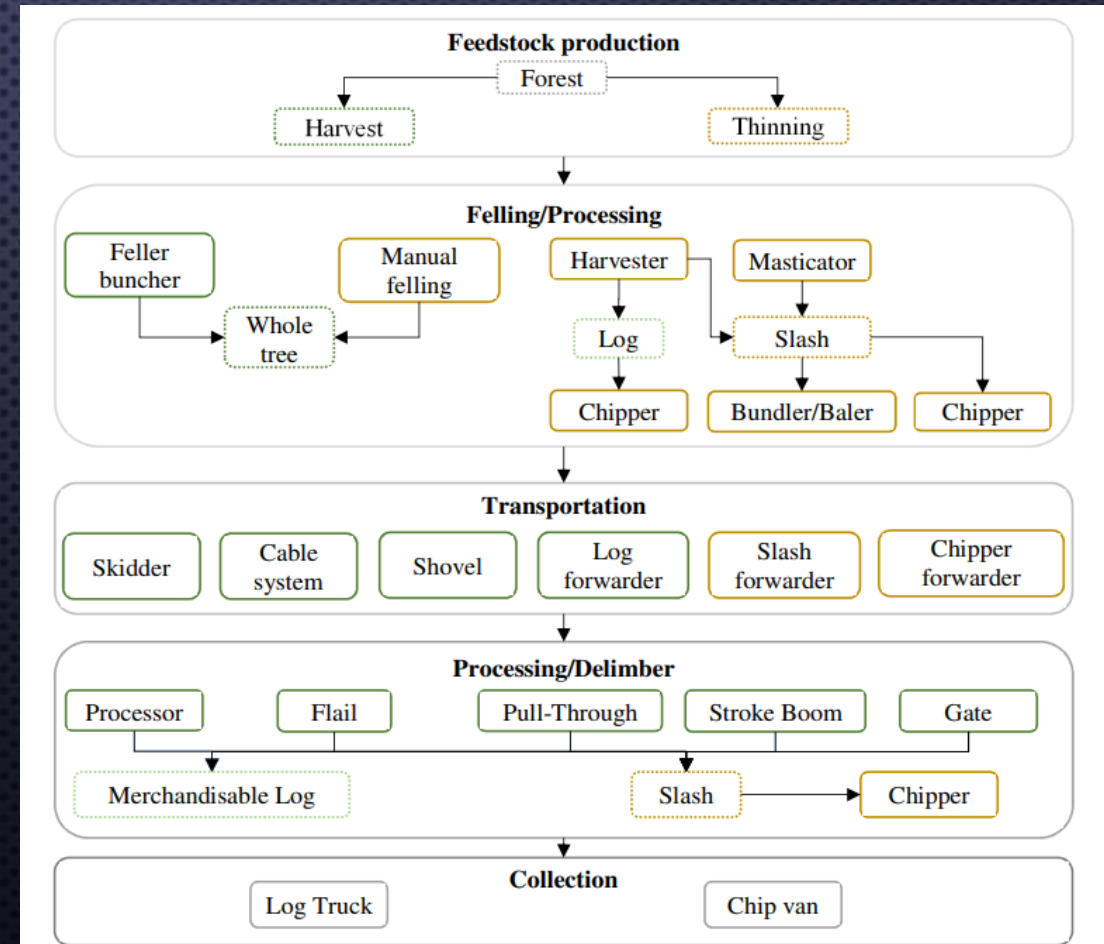 Feedstock production
Forest
Harvest
Thinning
Felling/Processing
Feller
buncher
Manual
felling
Harvester
Masticator
Whole
tree
Log
Slash
Chipper
Bundler/Baler
Chipper
Transportation
Skidder
Cable
system
Shovel
Log
forwarder
Slash
forwarder
Chipper
forwarder
Processing/Delimber
Processor
Flail
Pull-Through
Stroke Boom
Gate
Merchandisable Log
Slash
Chipper
Collection
Log Truck
Chip van